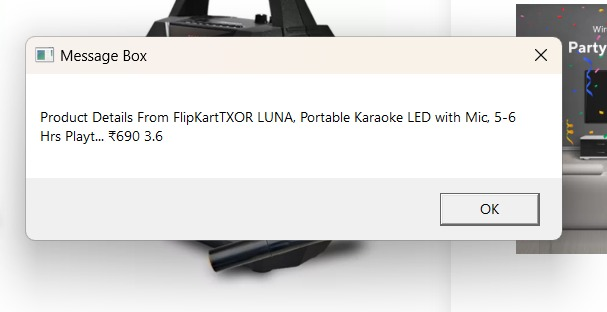 Wir
Party
Message Box
Product Details From FlipKartTXOR LUNA, Portable Karaoke LED with Mic, 5-6
Hrs Playt... ₹690 3.6
OK